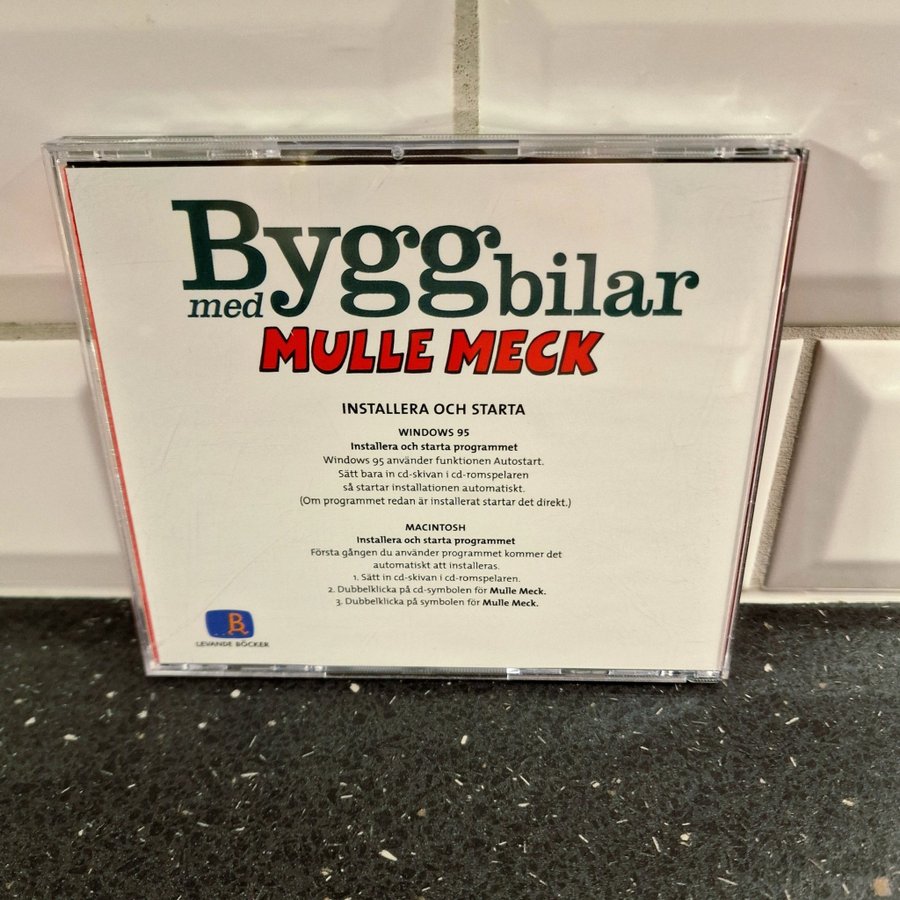 Bygg bilar
med
MULLE MECK
INSTALLERA OCH STARTA
WINDOWS 95
Installera och starta programmet
Windows 95 använder funktionen Autostart.
Sätt bara in cd-skivan i cd-romspelaren
så startar installationen automatiskt.
(Om programmet redan är installerat startar det direkt.)
MACINTOSH
Installera och starta programmet
Första gången du använder programmet kommer det
automatiskt att installeras.
1. Sätt in cd-skivan i cd-romspelaren.
2. Dubbelklicka på cd-symbolen för Mulle Meck.
3. Dubbelklicka på symbolen för Mulle Meck.
B
LEVANDE BÖCKER